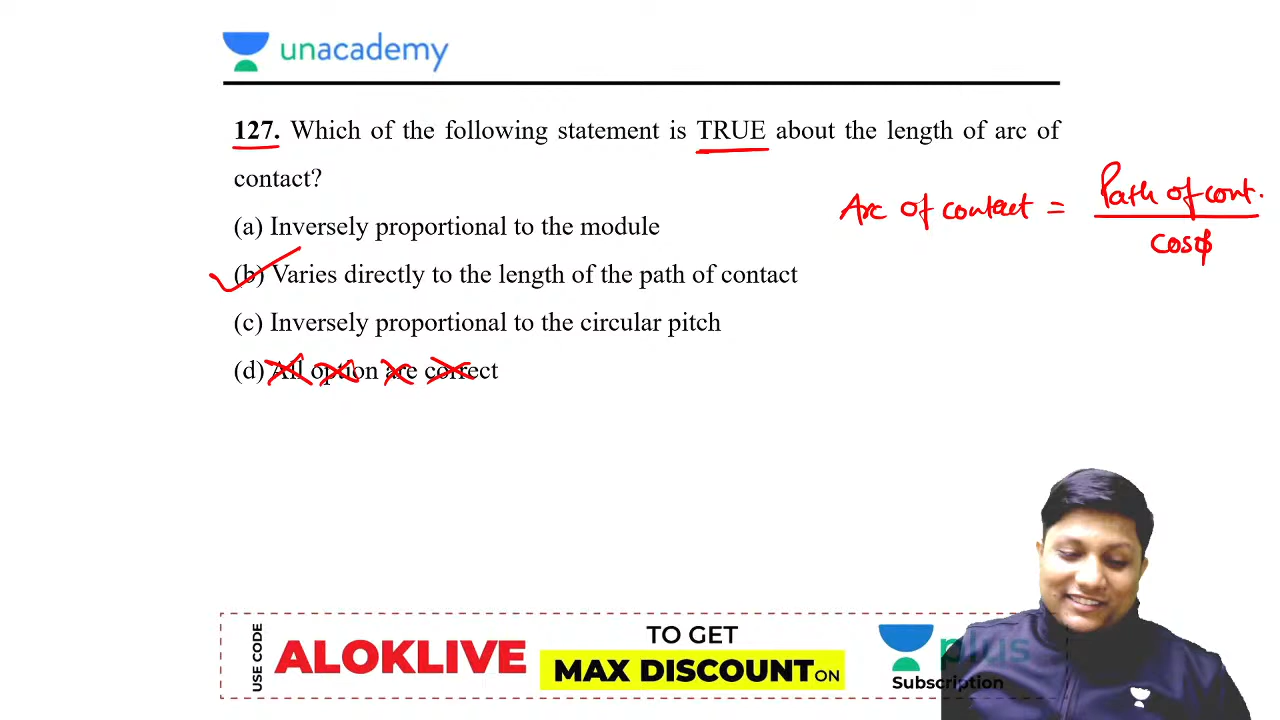 unacademy
127. Which of the following statement is TRUE about the length of arc of
contact?
Arc of contact = Path of cont.
cosϕ
(a) Inversely proportional to the module
(b) Varies directly to the length of the path of contact
(c) Inversely proportional to the circular pitch
(d) All option are correct
USE CODE
ALOKLIVE
TO GET
MAX DISCOUNT ON
plus
Subscription